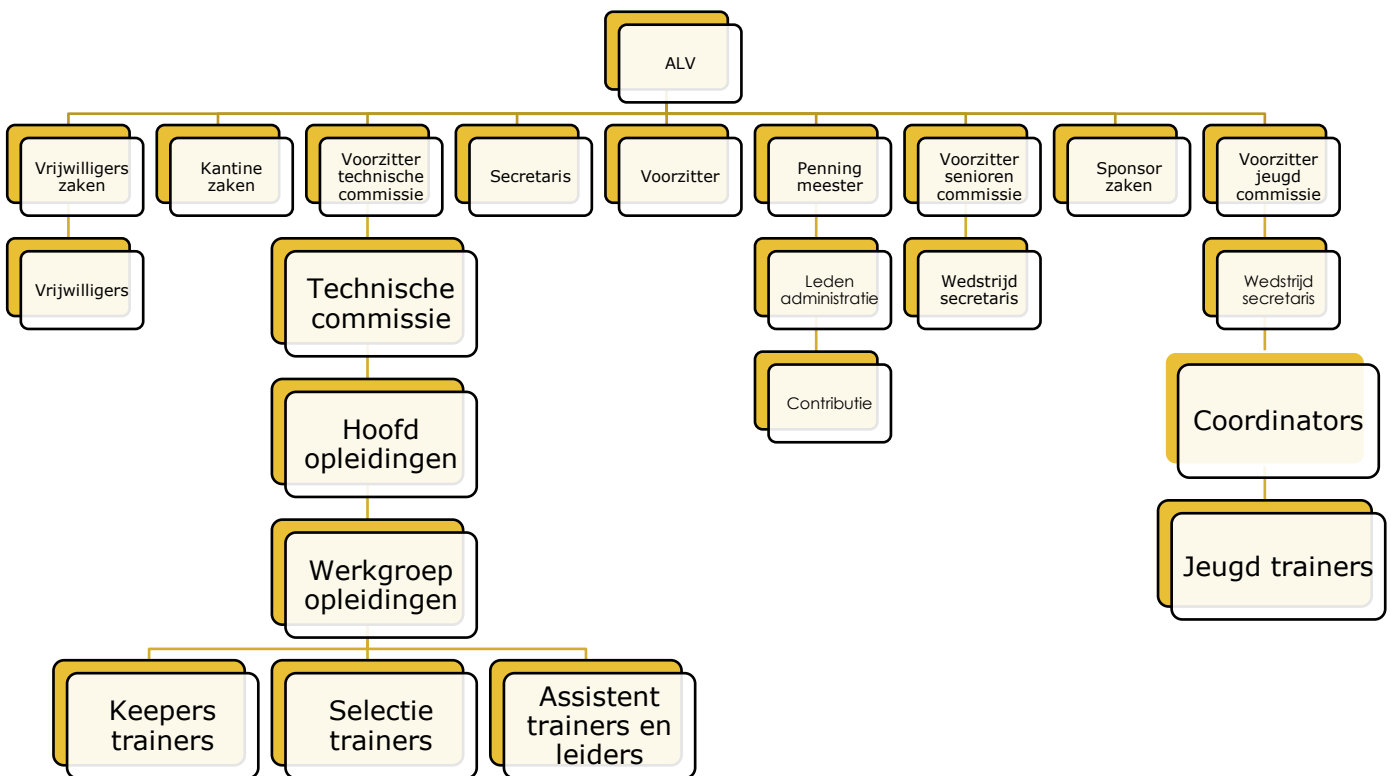 ALV
Vrijwilligers
zaken
Kantine
zaken
Voorzitter
technische
commissie
Secretaris
Voorzitter
Penning
meester
Voorzitter
senioren
commissie
Sponsor
zaken
Voorzitter
jeugd
commissie
Vrijwilligers
Technische
commissie
Leden
administratie
Wedstrijd
secretaris
Wedstrijd
secretaris
Hoofd
opleidingen
Contributie
Coordinators
Werkgroep
opleidingen
Jeugd trainers
Keepers
trainers
Selectie
trainers
Assistent
trainers en
leiders